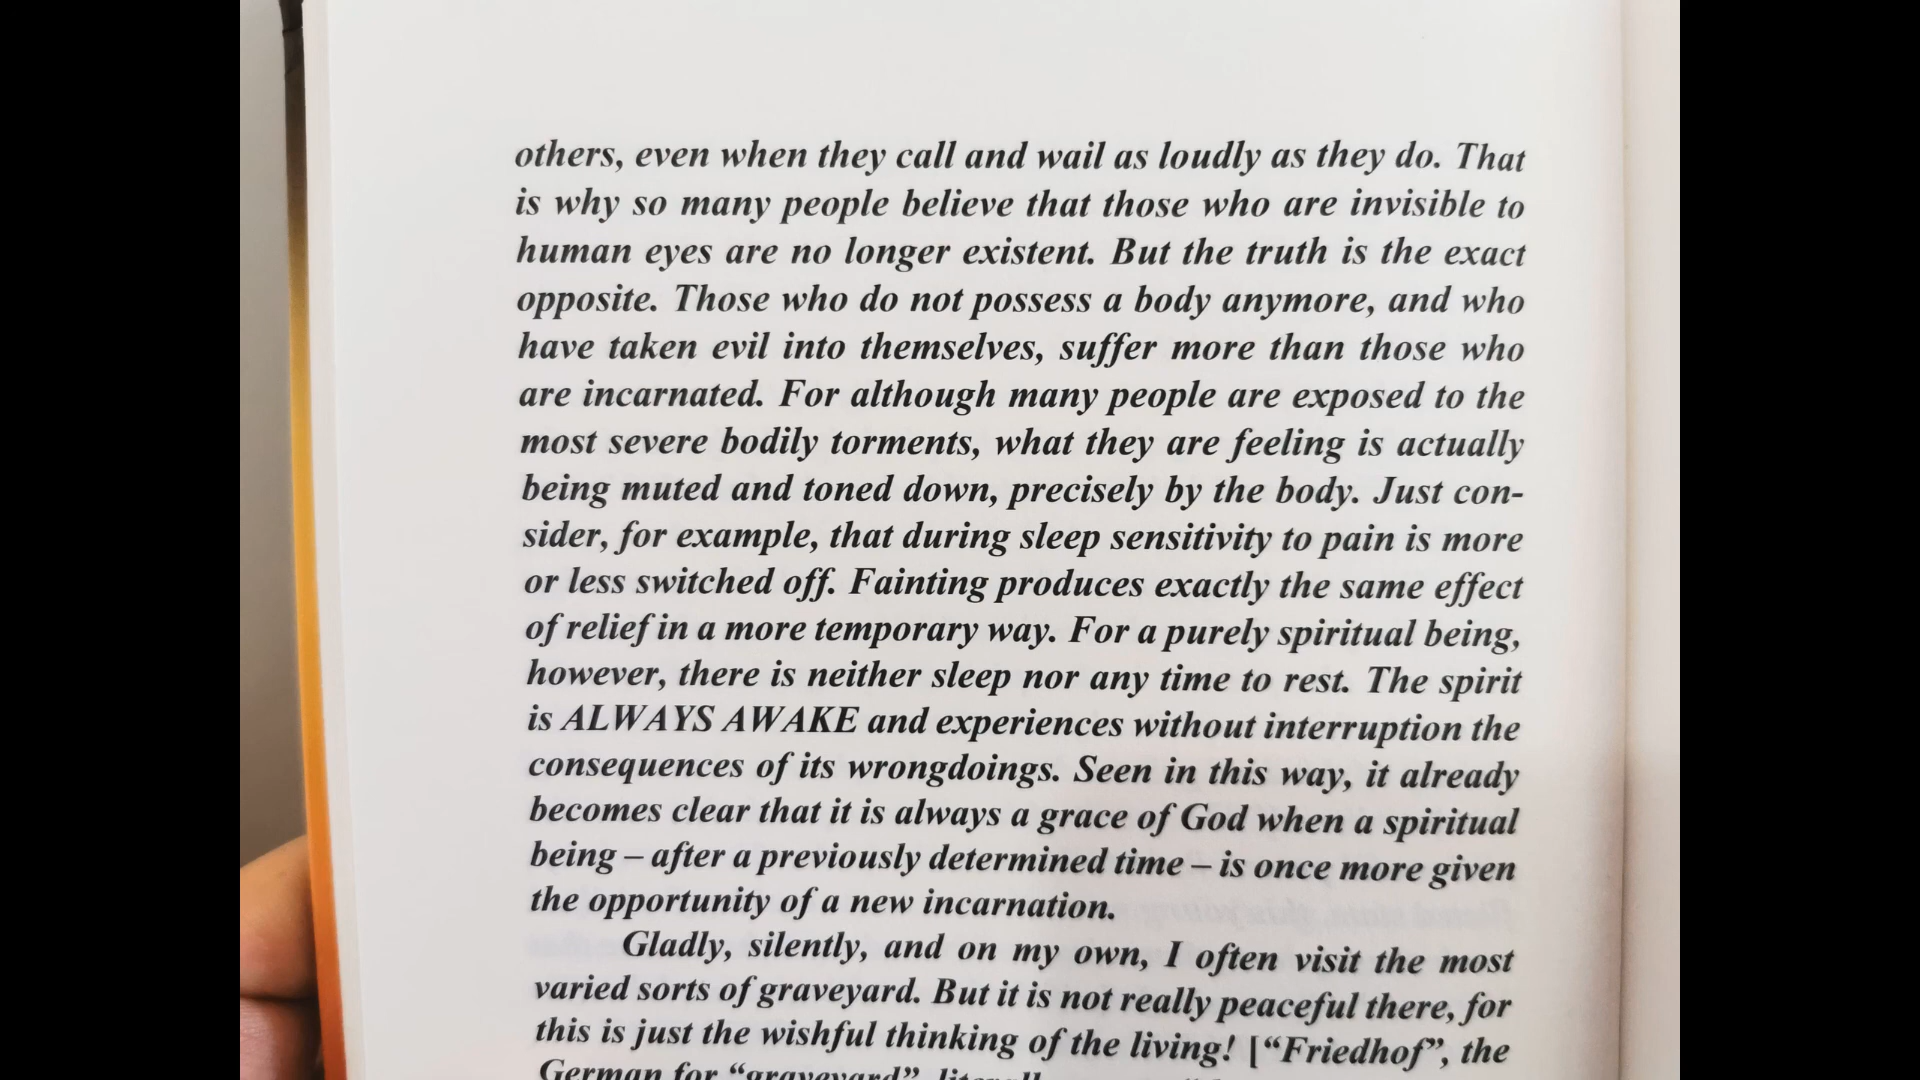 others, even when they call and wail as loudly as they do. That
is why so many people believe that those who are invisible to
human eyes are no longer existent. But the truth is the exact
opposite. Those who do not possess a body anymore, and who
have taken evil into themselves, suffer more than those who
are incarnated. For although many people are exposed to the
most severe bodily torments, what they are feeling is actually
being muted and toned down, precisely by the body. Just con-
sider, for example, that during sleep sensitivity to pain is more
or less switched off. Fainting produces exactly the same effect
of relief in a more temporary way. For a purely spiritual being,
however, there is neither sleep nor any time to rest. The spirit
is ALWAYS AWAKE and experiences without interruption the
consequences of its wrongdoings. Seen in this way, it already
becomes clear that it is always a grace of God when a spiritual
being – after a previously determined time – is once more given
the opportunity of a new incarnation.
Gladly, silently, and on my own, I often visit the most
varied sorts of graveyard. But it is not really peaceful there, for
this is just the wishful thinking of the living! [“Friedhof”, the
German for “graveyard”,